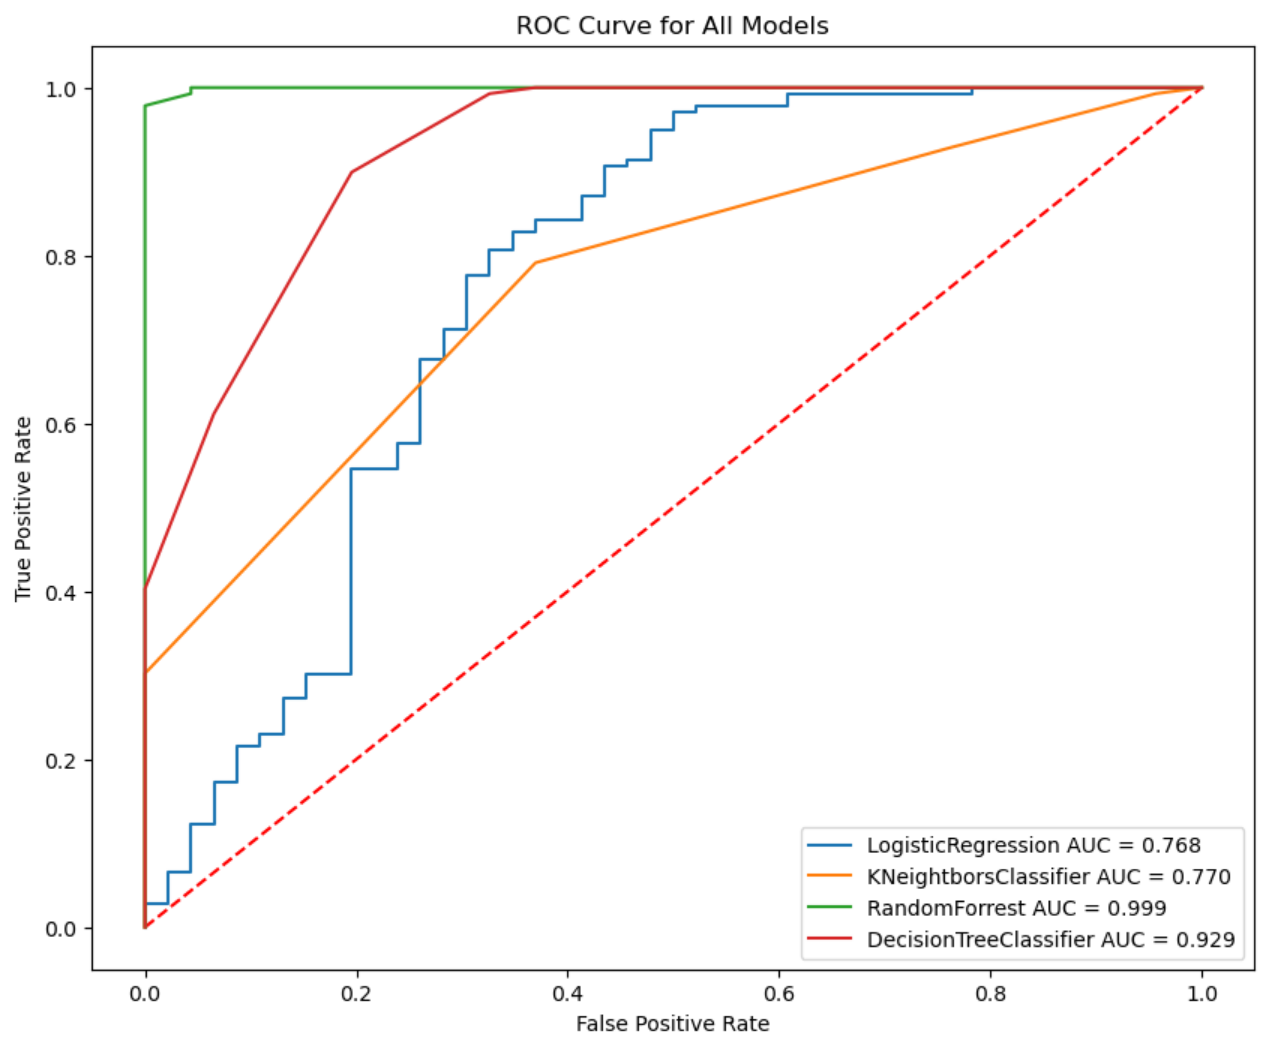 ROC Curve for All Models
1.0
0.8
0.6
0.4
0.2
0.0
True Positive Rate
0.0 0.2 0.4 0.6 0.8 1.0
False Positive Rate
LogisticRegression AUC = 0.768
KNeightborsClassifier AUC = 0.770
RandomForrest AUC = 0.999
DecisionTreeClassifier AUC = 0.929